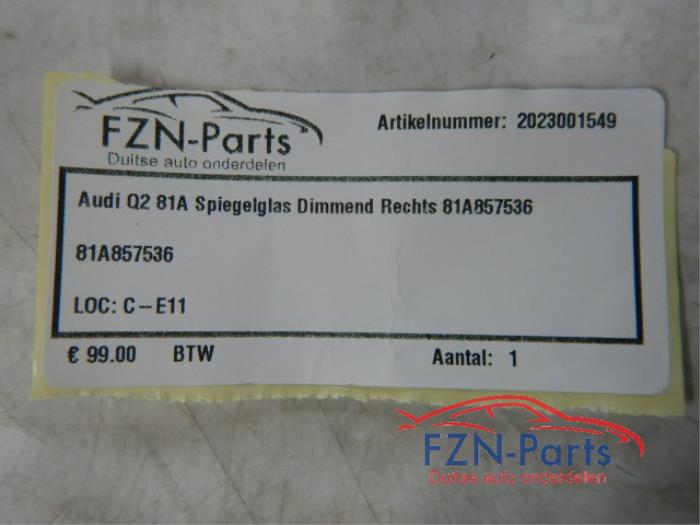 FZN-Parts
Duitse auto onderdelen
Artikelnummer: 2023001549
Audi Q2 81A Spiegelglas Dimmend Rechts 81A857536
81A857536
LOC: C-E11
€ 99.00 BTW Aantal: 1
FZN-Parts
Duitse auto onderdelen